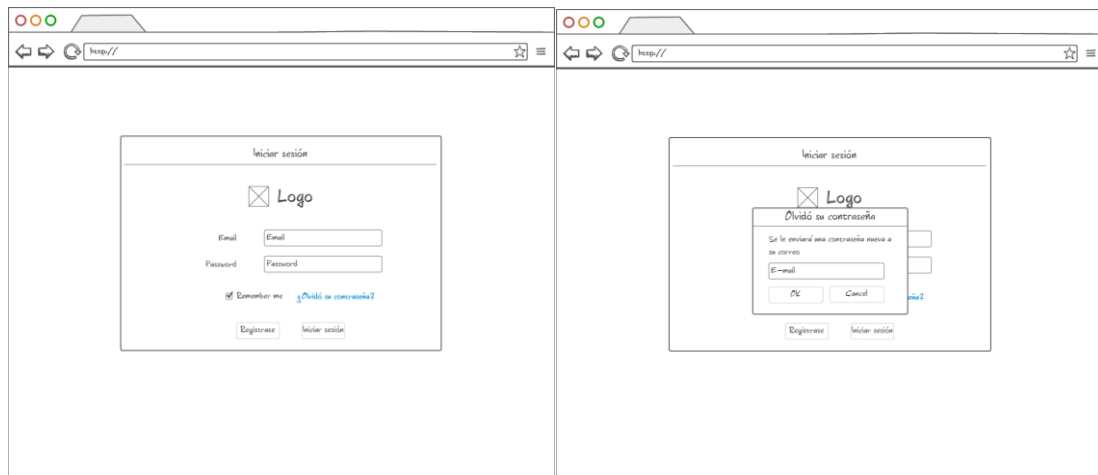 http://
Iniciar sesión
Logo
Email Email
Password Password
Remember me ¿Olvidó su contraseña?
Registrase Iniciar sesión
http://
Iniciar sesión
Logo
Olvidó su contraseña
Se le enviará una contraseña nueva a
su correo
E-mail
OK Cancel
eña?
Registrase Iniciar sesión